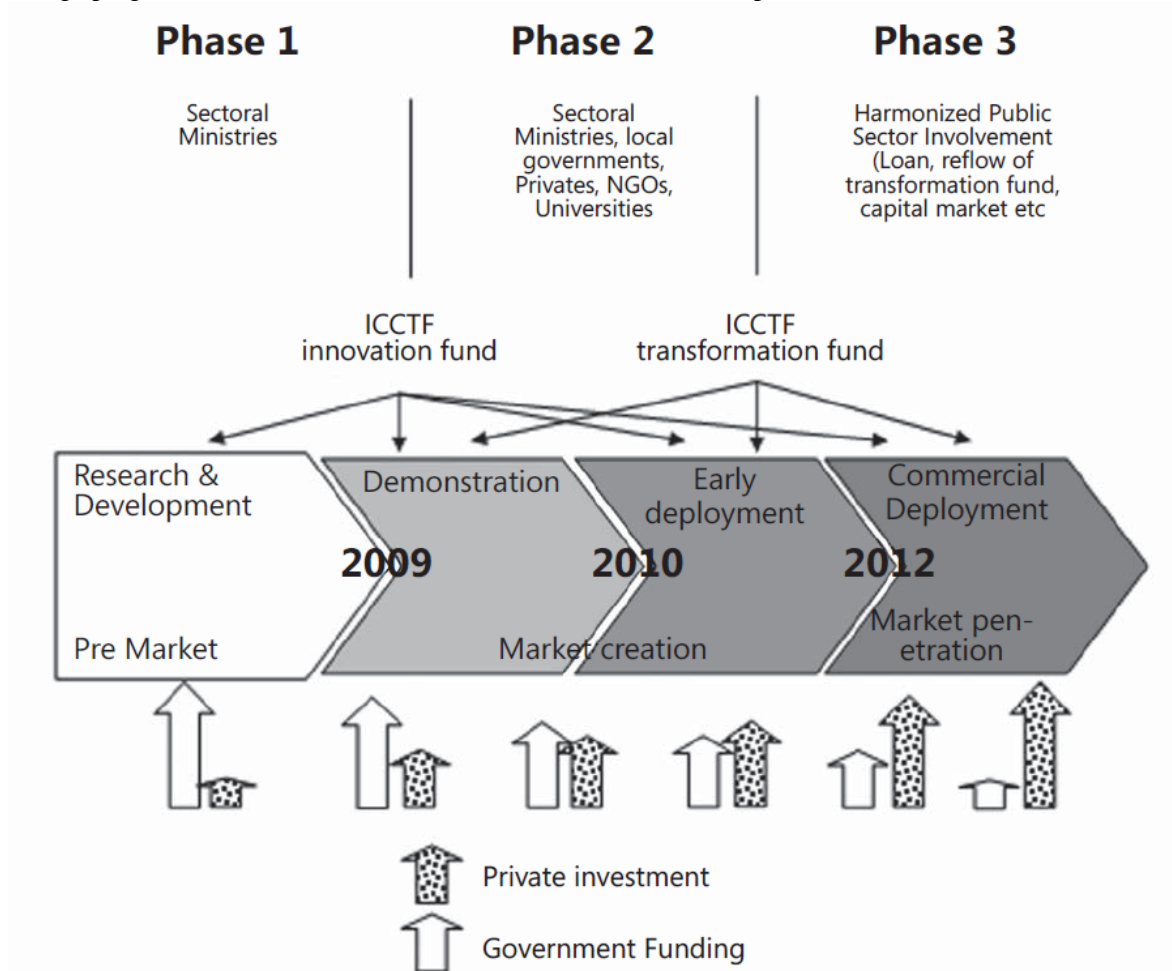 Phase 1
Phase 2
Phase 3
Sectoral
Ministries
Sectoral
Ministries, local
governments,
Privates, NGOs,
Universities
Harmonized Public
Sector Involvement
(Loan, reflow of
transformation fund,
capital market etc
ICCTF
innovation fund
ICCTF
transformation fund
Research &
Development
Demonstration
Early
deployment
Commercial
Deployment
2009
2010
2012
Pre Market
Market creation
Market pen-
etration
Private investment
Government Funding